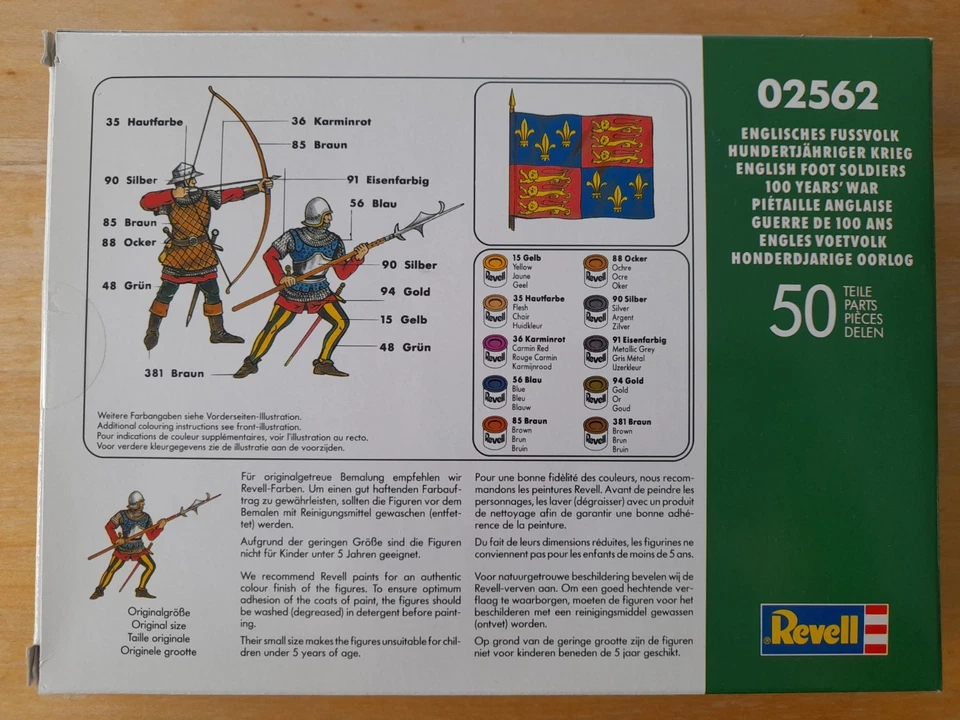 35 Hautfarbe
36 Karminrot
85 Braun
90 Silber
91 Eisenfarbig
56 Blau
85 Braun
88 Ocker
90 Silber
48 Grün
94 Gold
15 Gelb
48 Grün
381 Braun
Weitere Farbangaben siehe Vorderseiten-Illustration.
Additional colouring instructions see front-illustration.
Pour indications de couleur supplémentaires, voir l'illustration au recto.
Voor verdere kleurgegevens zie de illustratie aan de voorzijden.
15 Gelb
Yellow
Jaune
Geel
Revell
35 Hautfarbe
Flesh
Chair
Huidkleur
Revell
36 Karminrot
Carmin Red
Rouge Carmin
Karmijnrood
Revell
56 Blau
Blue
Bleu
Blauw
Revell
85 Braun
Brown
Brun
Bruin
Revell
88 Ocker
Ochre
Ocre
Oker
Revell
90 Silber
Silver
Argent
Zilver
Revell
91 Eisenfarbig
Metallic Grey
Gris Métal
IJzerkleur
Revell
94 Gold
Gold
Or
Goud
Revell
381 Braun
Brown
Brun
Bruin
Revell
Originalgröße
Original size
Taille originale
Originele grootte
Für originalgetreue Bemalung empfehlen wir
Revell-Farben. Um einen gut haftenden Farbauf-
trag zu gewährleisten, sollten die Figuren vor dem
Bemalen mit Reinigungsmittel gewaschen (entfet-
tet) werden.
Aufgrund der geringen Größe sind die Figuren
nicht für Kinder unter 5 Jahren geeignet.
We recommend Revell paints for an authentic
colour finish of the figures. To ensure optimum
adhesion of the coats of paint, the figures should
be washed (degreased) in detergent before paint-
ing.
Their small size makes the figures unsuitable for chil-
dren under 5 years of age.
Pour une bonne fidélité des couleurs, nous recom-
mandons les peintures Revell. Avant de peindre les
personnages, les laver (dégraisser) avec un produit
de nettoyage afin de garantir une bonne adhé-
rence de la peinture.
Du fait de leurs dimensions réduites, les figurines ne
conviennent pas pour les enfants de moins de 5 ans.
Voor natuurgetrouwe beschildering bevelen wij de
Revell-verven aan. Om een goed hechtende ver-
flaag te waarborgen, moeten de figuren voor het
beschilderen met een reinigingsmiddel gewassen
(ontvet) worden.
Op grond van de geringe grootte zijn de figuren
niet voor kinderen beneden de 5 jaar geschikt.
02562
ENGLISCHES FUSSVOLK
HUNDERTJÄHRIGER KRIEG
ENGLISH FOOT SOLDIERS
100 YEARS' WAR
PIÉTAILLE ANGLAISE
GUERRE DE 100 ANS
ENGLES VOETVOLK
HONDERDJARIGE OORLOG
50
TEILE
PARTS
PIÈCES
DELEN
®Revell